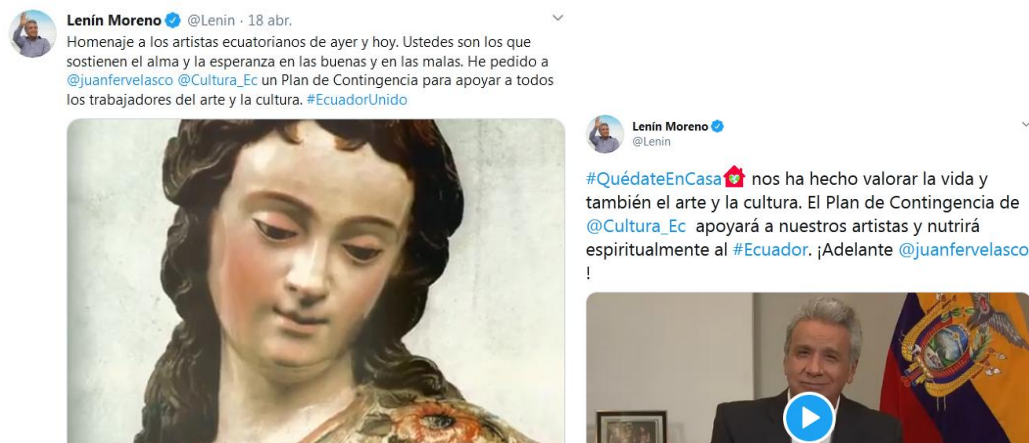 Lenín Moreno @Lenin · 18 abr.
Homenaje a los artistas ecuatorianos de ayer y hoy. Ustedes son los que
sostienen el alma y la esperanza en las buenas y en las malas. He pedido a
@juanfervelasco @Cultura_Ec un Plan de Contingencia para apoyar a todos
los trabajadores del arte y la cultura. #EcuadorUnido
Lenín Moreno
@Lenin
#QuédateEnCasa nos ha hecho valorar la vida y
también el arte y la cultura. El Plan de Contingencia de
@Cultura_Ec apoyará a nuestros artistas y nutrirá
espiritualmente al #Ecuador. ¡Adelante @juanfervelasco
!